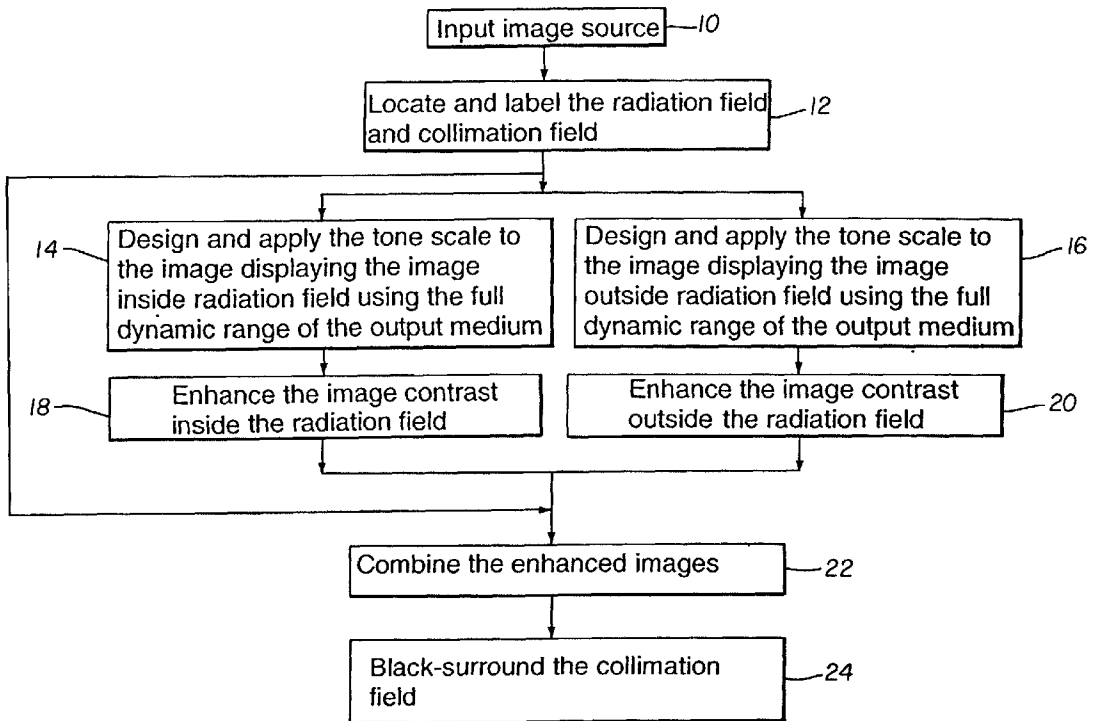 Input image source
10
Locate and label the radiation field
and collimation field
12
14
Design and apply the tone scale to
the image displaying the image
inside radiation field using the full
dynamic range of the output medium
Design and apply the tone scale to
the image displaying the image
outside radiation field using the full
dynamic range of the output medium
16
18
Enhance the image contrast
inside the radiation field
Enhance the image contrast
outside the radiation field
20
Combine the enhanced images
22
Black-surround the collimation
field
24